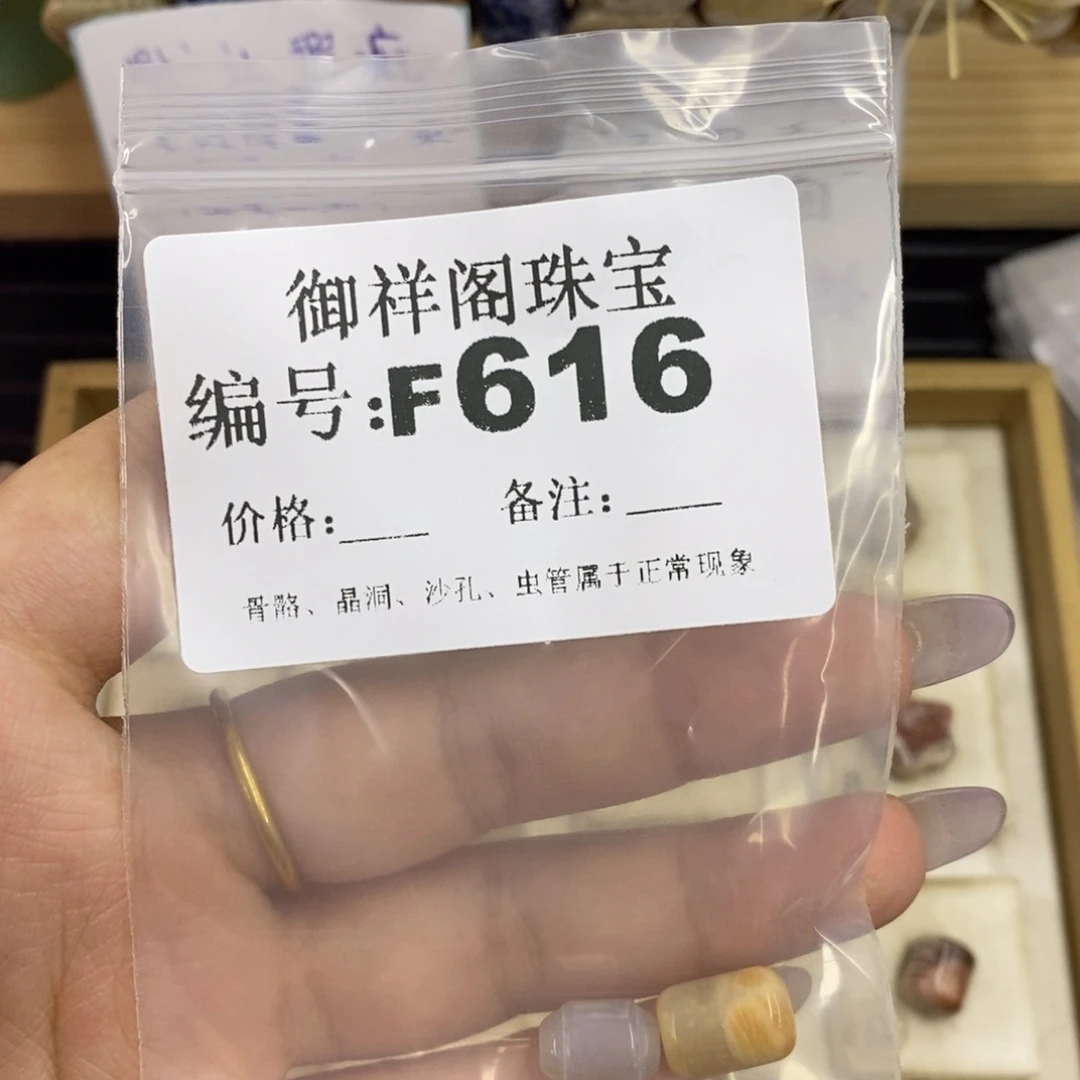 御祥阁珠宝
编号:F616
价格:___ 备注:____
骨骼、晶洞、沙孔、虫管属于正常现象